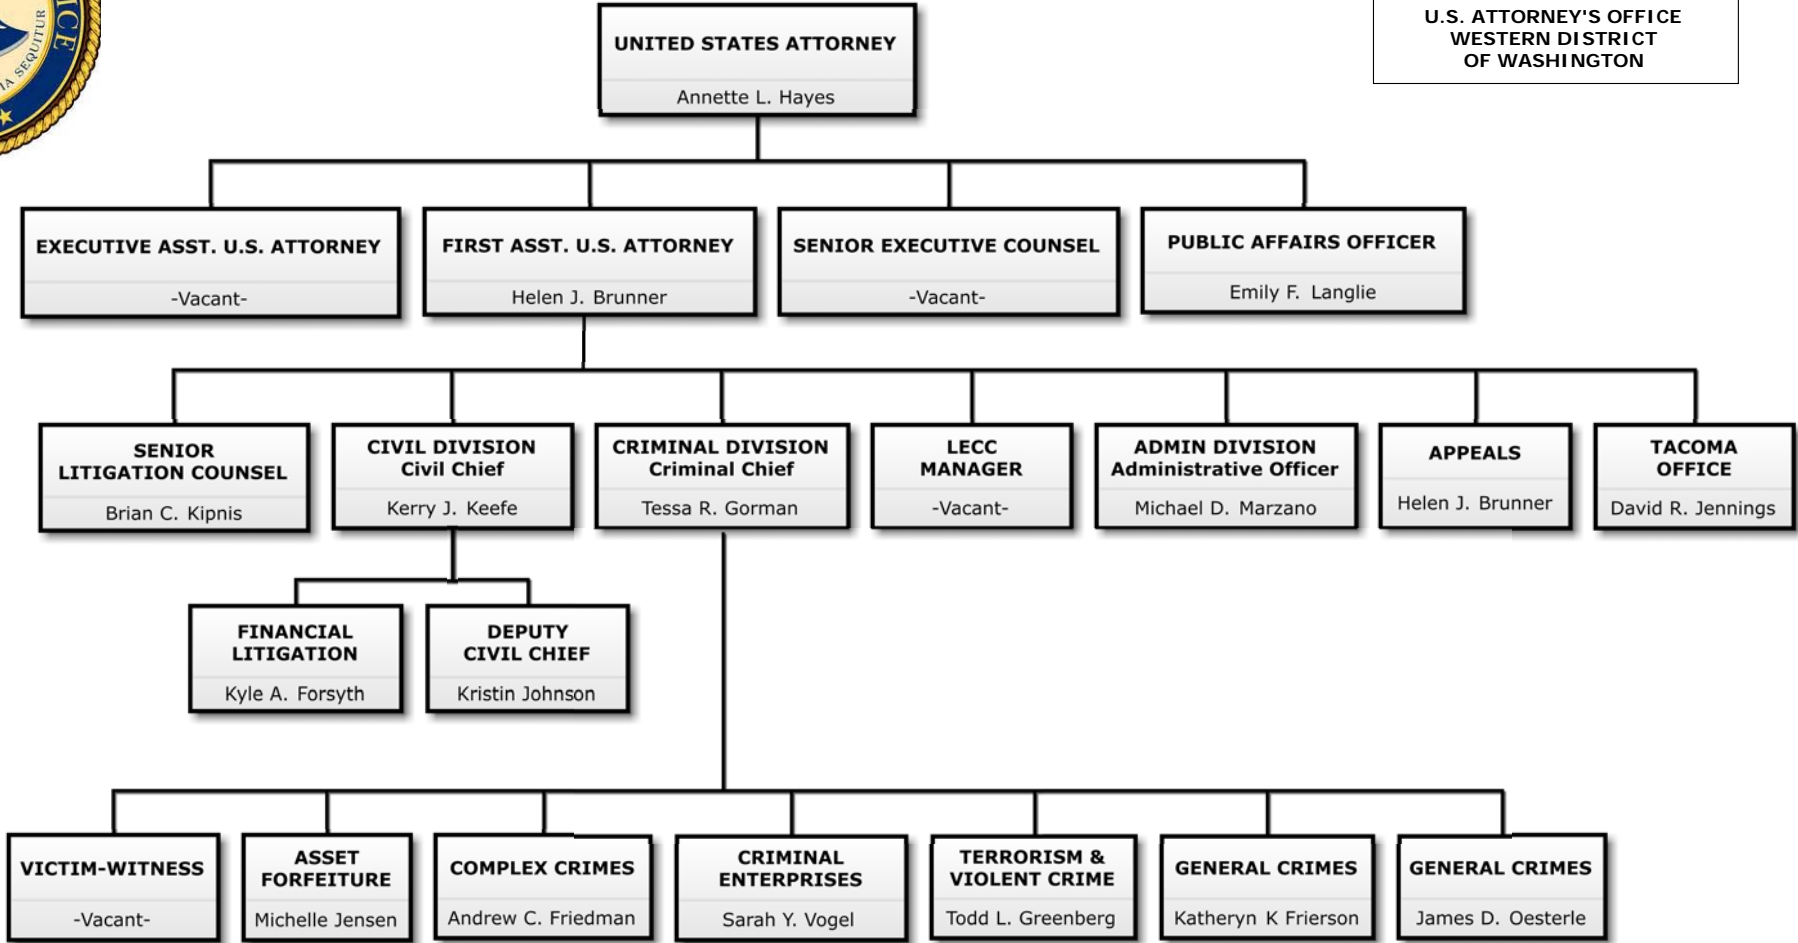 ICE
IA SEQUITUR
U.S. ATTORNEY'S OFFICE
WESTERN DISTRICT
OF WASHINGTON
UNITED STATES ATTORNEY
Annette L. Hayes
EXECUTIVE ASST. U.S. ATTORNEY
-Vacant-
FIRST ASST. U.S. ATTORNEY
Helen J. Brunner
SENIOR EXECUTIVE COUNSEL
-Vacant-
PUBLIC AFFAIRS OFFICER
Emily F. Langlie
SENIOR
LITIGATION COUNSEL
Brian C. Kipnis
CIVIL DIVISION
Civil Chief
Kerry J. Keefe
CRIMINAL DIVISION
Criminal Chief
Tessa R. Gorman
LECC
MANAGER
-Vacant-
ADMIN DIVISION
Administrative Officer
Michael D. Marzano
APPEALS
Helen J. Brunner
TACOMA
OFFICE
David R. Jennings
FINANCIAL
LITIGATION
Kyle A. Forsyth
DEPUTY
CIVIL CHIEF
Kristin Johnson
VICTIM-WITNESS
-Vacant-
ASSET
FORFEITURE
Michelle Jensen
COMPLEX CRIMES
Andrew C. Friedman
CRIMINAL
ENTERPRISES
Sarah Y. Vogel
TERRORISM &
VIOLENT CRIME
Todd L. Greenberg
GENERAL CRIMES
Katheryn K Frierson
GENERAL CRIMES
James D. Oesterle